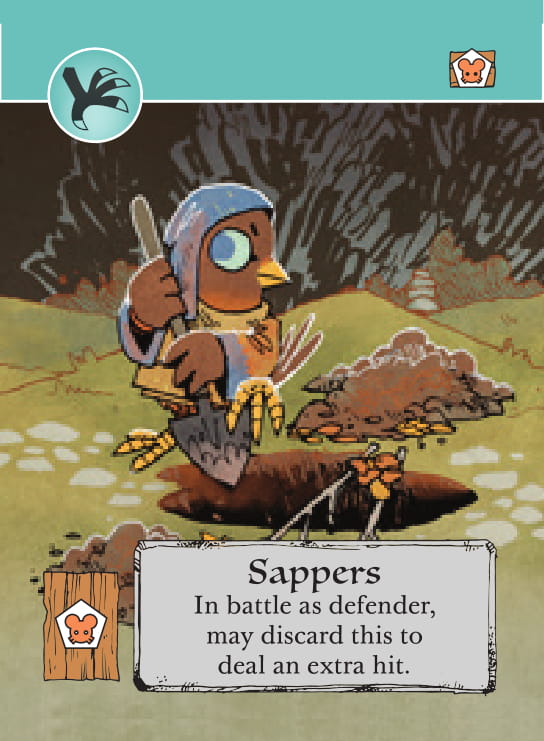 Sappers
In battle as defender,
may discard this to
deal an extra hit.